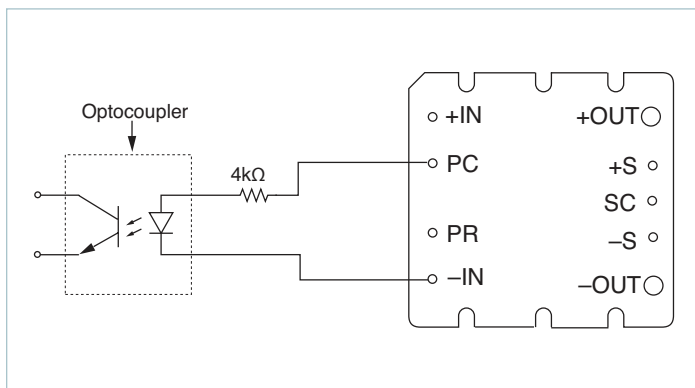 Optocoupler
4kΩ
+IN
PC
PR
–IN
+OUT
+S
SC
–S
–OUT